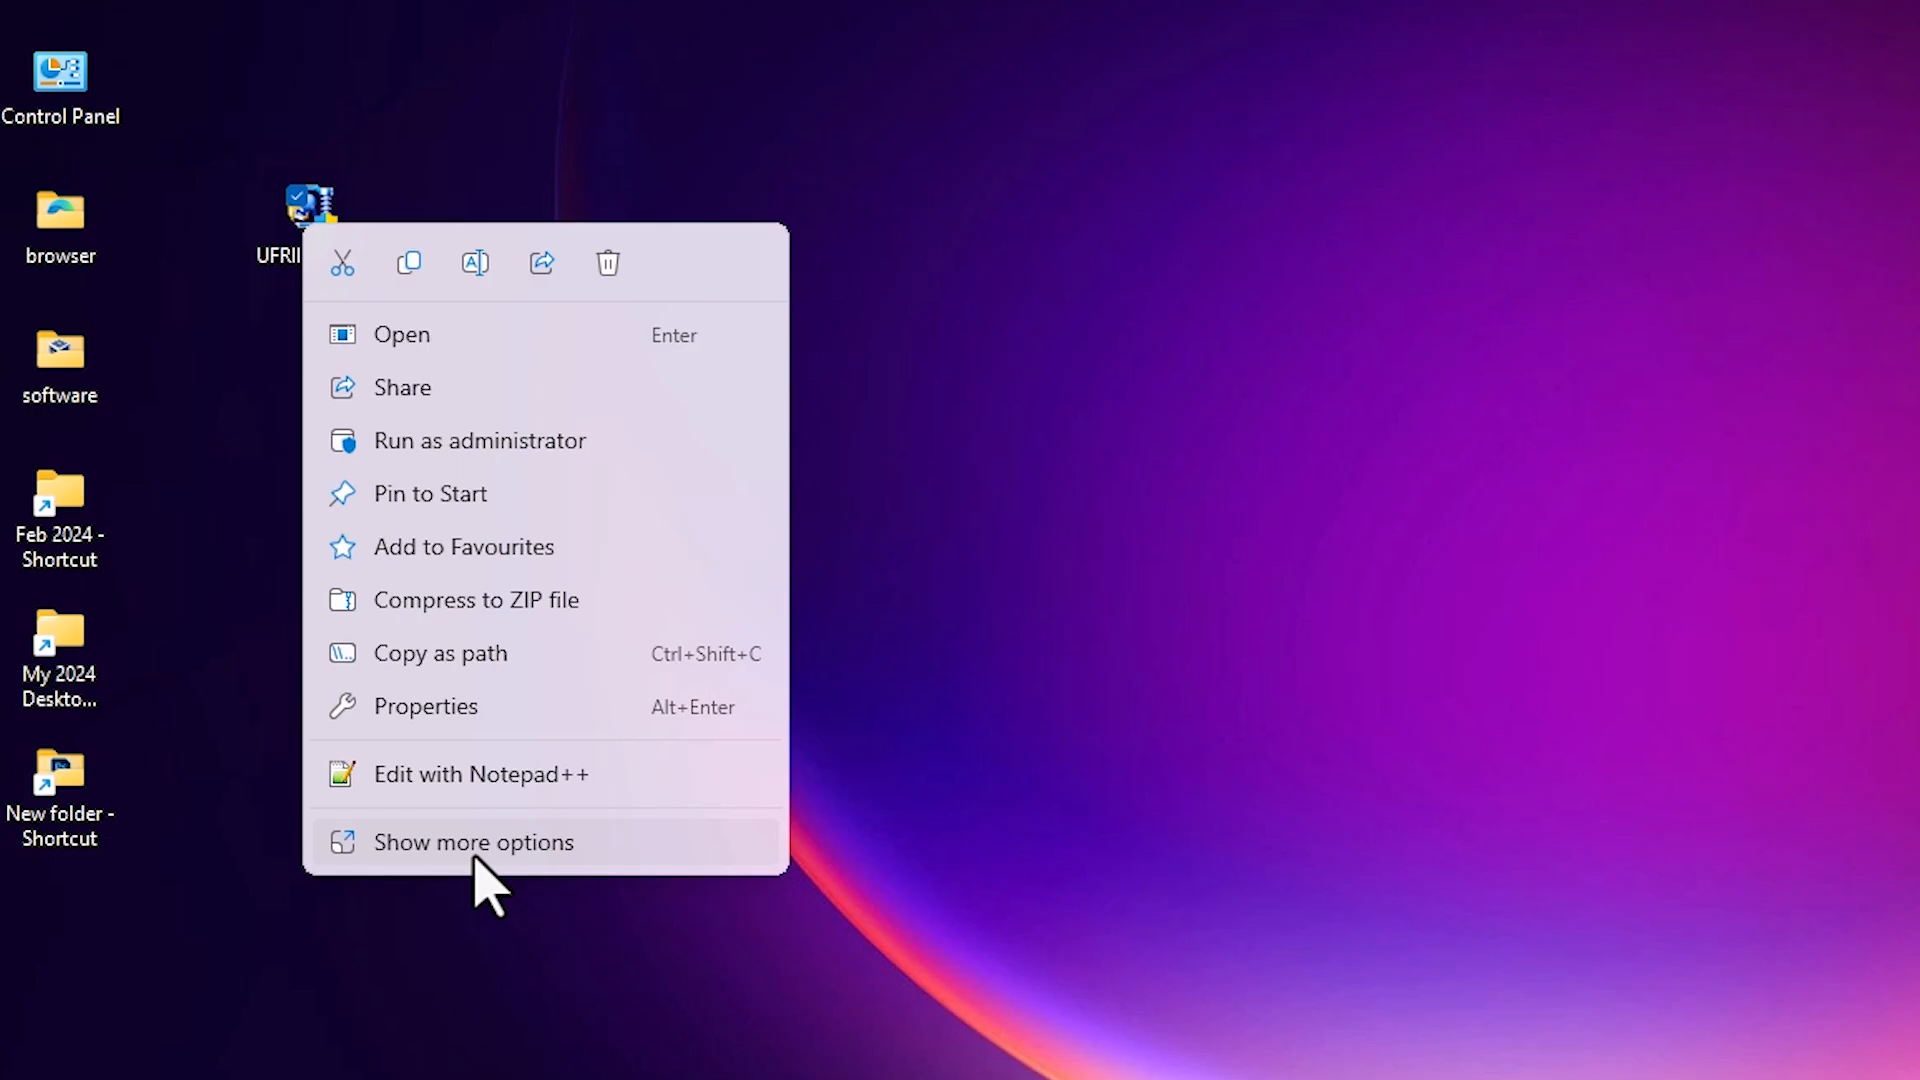 Control Panel
browser
software
Feb 2024 -
Shortcut
My 2024
Deskto...
New folder -
Shortcut
Open Enter
Share
Run as administrator
Pin to Start
Add to Favourites
Compress to ZIP file
Copy as path Ctrl+Shift+C
Properties Alt+Enter
Edit with Notepad++
Show more options